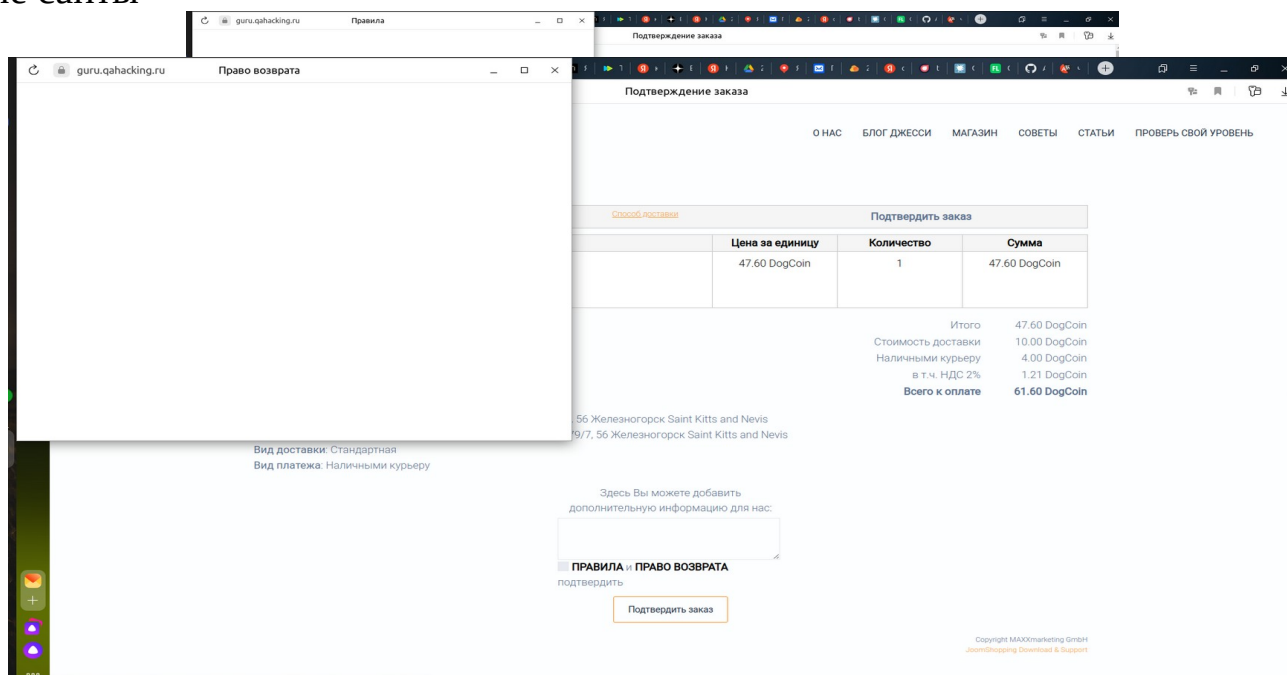 guru.qahacking.ru Правила
Подтверждение заказа
guru.qahacking.ru Право возврата
Подтверждение заказа
О НАС БЛОГ ДЖЕССИ МАГАЗИН СОВЕТЫ СТАТЬИ ПРОВЕРЬ СВОЙ УРОВЕНЬ
Способ доставки Подтвердить заказ
Цена за единицу Количество Сумма
47.60 DogCoin 1 47.60 DogCoin
Итого 47.60 DogCoin
Стоимость доставки 10.00 DogCoin
Наличными курьеру 4.00 DogCoin
в т.ч. НДС 2% 1.21 DogCoin
Всего к оплате 61.60 DogCoin
56 Железногорск Saint Kitts and Nevis
79/7, 56 Железногорск Saint Kitts and Nevis
Вид доставки: Стандартная
Вид платежа: Наличными курьеру
Здесь Вы можете добавить
дополнительную информацию для нас:
ПРАВИЛА и ПРАВО ВОЗВРАТА
подтвердить
Подтвердить заказ
Copyright MAXXmarketing GmbH
JoomShopping Download & Support